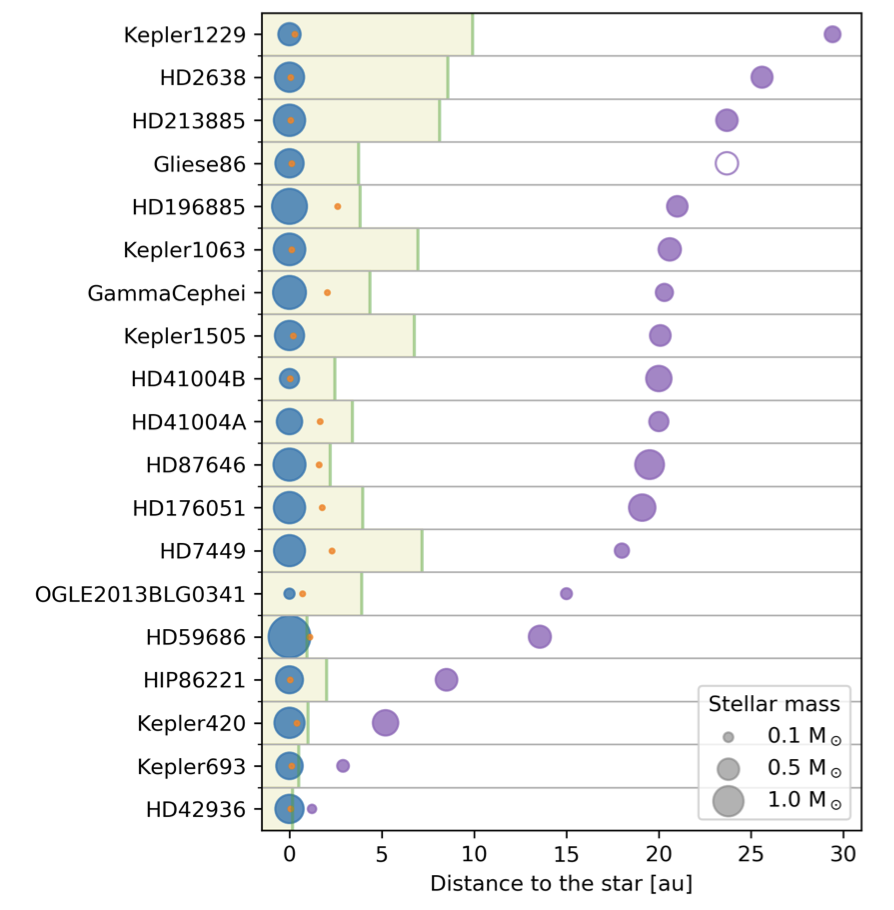 Kepler1229
HD2638
HD213885
Gliese86
HD196885
Kepler1063
GammaCephei
Kepler1505
HD41004B
HD41004A
HD87646
HD176051
HD7449
OGLE2013BLG0341
HD59686
HIP86221
Kepler420
Kepler693
HD42936
Stellar mass
0.1 M⊙
0.5 M⊙
1.0 M⊙
0 5 10 15 20 25 30
Distance to the star [au]